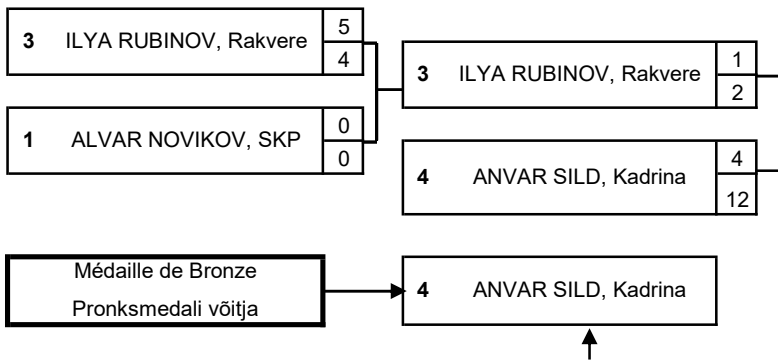 3 ILYA RUBINOV, Rakvere 5
4
1 ALVAR NOVIKOV, SKP 0
0
3 ILYA RUBINOV, Rakvere 1
2
4 ANVAR SILD, Kadrina 4
12
Médaille de Bronze
Pronksmedali võitja
4 ANVAR SILD, Kadrina